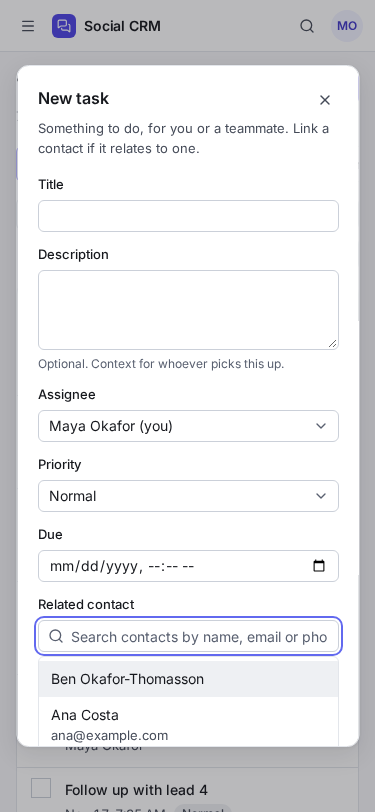 Social CRM
MO
New task
Something to do, for you or a teammate. Link a
contact if it relates to one.
Title
Description
Optional. Context for whoever picks this up.
Assignee
Maya Okafor (you)
Priority
Normal
Due
mm/dd/yyyy, --:-- --
Related contact
Search contacts by name, email or pho
Ben Okafor-Thomasson
Ana Costa
ana@example.com
Maya Okafor
Follow up with lead 4